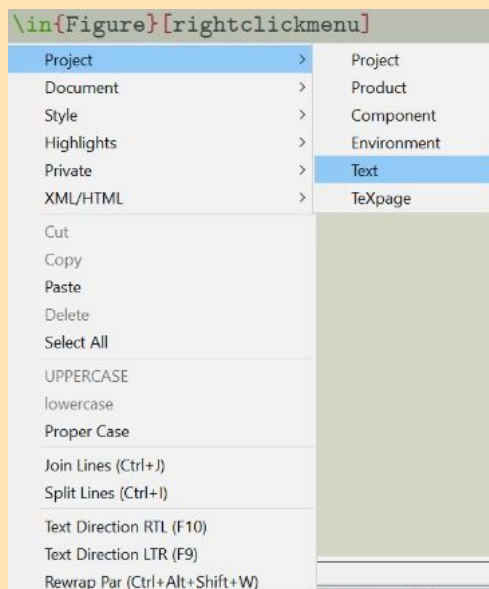 \in{Figure}[rightclickmenu]
Project >
Document >
Style >
Highlights >
Private >
XML/HTML >
Cut
Copy
Paste
Delete
Select All
UPPERCASE
lowercase
Proper Case
Join Lines (Ctrl+J)
Split Lines (Ctrl+I)
Text Direction RTL (F10)
Text Direction LTR (F9)
Rewrap Par (Ctrl+Alt+Shift+W)
Project
Product
Component
Environment
Text
TeXpage